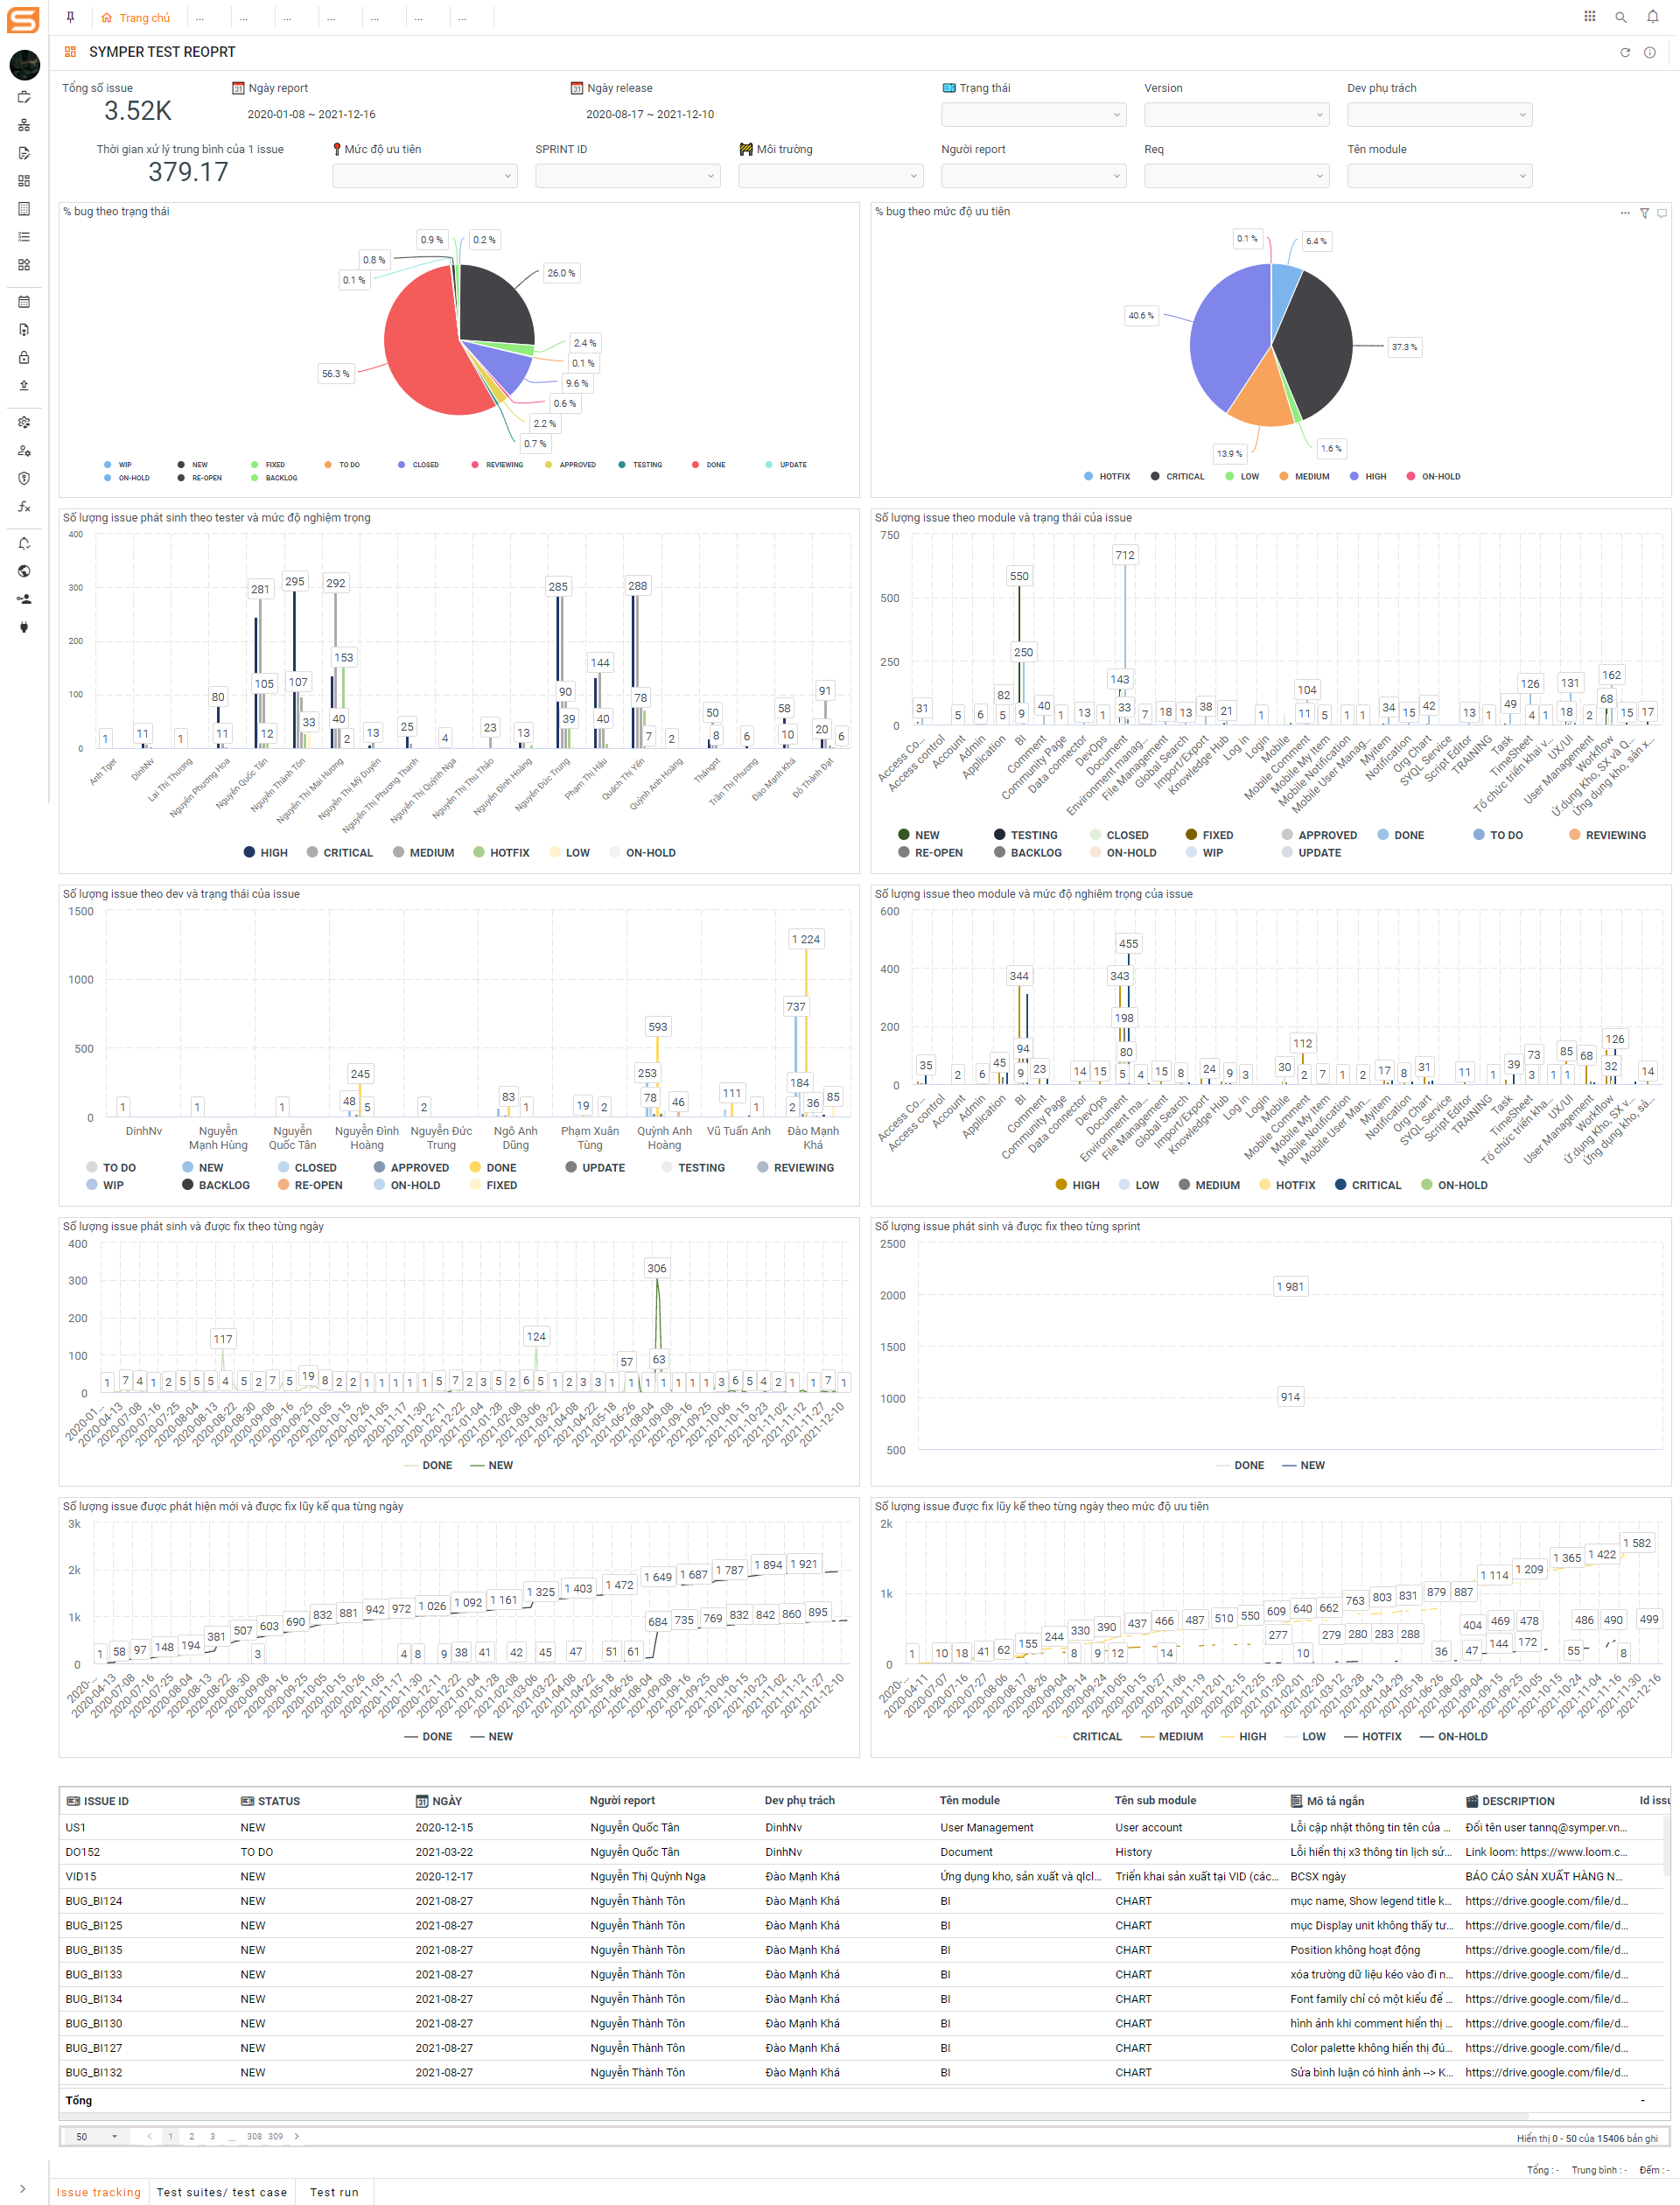 Trang chủ ... ... ... ... ... ... ...
SYMPER TEST REOPRT
Tổng số issue
3.52K
Ngày report
2020-01-08 ~ 2021-12-16
Ngày release
2020-08-17 ~ 2021-12-10
Trạng thái
Version
Dev phụ trách
Thời gian xử lý trung bình của 1 issue
379.17
Mức độ ưu tiên
SPRINT ID
Môi trường
Người report
Req
Tên module
% bug theo trạng thái
0.9 % 0.2 %
0.8 %
0.1 %
26.0 %
2.4 %
0.1 %
56.3 %
9.6 %
0.6 %
2.2 %
0.7 %
WIP NEW FIXED TO DO CLOSED REVIEWING APPROVED TESTING DONE UPDATE
ON-HOLD RE-OPEN BACKLOG
% bug theo mức độ ưu tiên
0.1 % 6.4 %
40.6 %
37.3 %
13.9 % 1.6 %
HOTFIX CRITICAL LOW MEDIUM HIGH ON-HOLD
Số lượng issue phát sinh theo tester và mức độ nghiệm trọng
400
300
200
100
0
281 295 292 285 288
153 144
105 107 90 91
80 78
58
50
40 39 40
33
1 11 1 11 12 2 13 25 4 23 13 7 2 8 6 10 20 6
Anh Tger
DinhNv
Lại Thị Thương
Nguyễn Phương Hoa
Nguyễn Quốc Tân
Nguyễn Thành Tôn
Nguyễn Thị Mai Hương
Nguyễn Thị Mỹ Duyên
Nguyễn Thị Phương Thanh
Nguyễn Thị Quỳnh Nga
Nguyễn Thị Thu Thảo
Nguyễn Đình Hoàng
Nguyễn Đức Trung
Phạm Thị Hậu
Quách Thị Yên
Quỳnh Anh Hoàng
Thắngnt
Trần Thị Phương
Đào Mạnh Khá
Đỗ Thành Đạt
HIGH CRITICAL MEDIUM HOTFIX LOW ON-HOLD
Số lượng issue theo module và trạng thái của issue
750
500
250
0
712
550
250
143
31 5 6 82 5 9 40 1 13 1 33 7 18 13 38 21 1 104 11 5 1 1 34 15 42 13 1 49 126 4 1 131 18 2 162 68 15 17
Access Co...
Access control
Account
Admin
Application
BI
Comment
Community Page
Data connector
DevOps
Document
Environment manag...
File Management
Global Search
Import/Export
Knowledge Hub
Log in
Login
Mobile
Mobile Comment
Mobile My Item
Mobile Notification
Mobile User Manag...
Myitem
Notification
Org Chart
SYQL Service
Script Editor
TRAINING
Task
TimeSheet
Tổ chức triển khai v...
UX/UI
User Management
Workflow
Ứ.dụng Kho, SX và Q...
Ứng dụng kho, sản x...
NEW TESTING CLOSED FIXED APPROVED DONE TO DO REVIEWING
RE-OPEN BACKLOG ON-HOLD WIP UPDATE
Số lượng issue theo dev và trạng thái của issue
1500
1000
500
0
1 224
737
593
245 253
184
1 1 1 48 5 2 83 1 19 2 78 46 111 1 2 36 85
DinhNv
Nguyễn Mạnh Hùng
Nguyễn Quốc Tân
Nguyễn Đình Hoàng
Nguyễn Đức Trung
Ngô Anh Dũng
Phạm Xuân Tùng
Quỳnh Anh Hoàng
Vũ Tuấn Anh
Đào Mạnh Khá
TO DO NEW CLOSED APPROVED DONE UPDATE TESTING REVIEWING
WIP BACKLOG RE-OPEN ON-HOLD FIXED
Số lượng issue theo module và mức độ nghiêm trọng của issue
600
400
200
0
455
344 343
198
35 2 6 45 94 9 23 14 15 80 5 4 15 8 24 9 3 30 112 2 7 1 2 17 8 31 11 1 39 73 3 1 85 1 68 126 32 14
Access Co...
Access control
Account
Admin
Application
BI
Comment
Community Page
Data connector
DevOps
Document
Environment ma...
File Management
Global Search
Import/Export
Knowledge Hub
Log in
Login
Mobile
Mobile Comment
Mobile My Item
Mobile Notification
Mobile User Man...
Myitem
Notification
Org Chart
SYQL Service
Script Editor
TRAINING
Task
TimeSheet
Tổ chức triển kha...
UX/UI
User Management
Workflow
Ứ.dụng Kho, SX v...
Ứng dụng kho, sả...
HIGH LOW MEDIUM HOTFIX CRITICAL ON-HOLD
Số lượng issue phát sinh và được fix theo từng ngày
400
300
200
100
0
306
117 124
57 63
1 7 4 1 2 5 5 5 4 5 2 7 5 19 8 2 2 1 1 1 1 1 5 7 2 3 5 2 6 5 1 2 3 3 1 1 1 1 1 1 1 3 6 5 4 2 1 1 7 1
2020-01...
2020-04-13
2020-07-08
2020-07-16
2020-07-25
2020-08-04
2020-08-13
2020-08-22
2020-08-30
2020-09-08
2020-09-16
2020-09-25
2020-10-05
2020-10-15
2020-10-26
2020-11-05
2020-11-17
2020-11-30
2020-12-11
2020-12-22
2021-01-04
2021-01-28
2021-02-08
2021-03-06
2021-03-22
2021-04-08
2021-04-22
2021-05-18
2021-06-26
2021-08-04
2021-09-08
2021-09-16
2021-09-25
2021-10-06
2021-10-15
2021-10-23
2021-11-02
2021-11-12
2021-11-27
2021-12-10
DONE NEW
Số lượng issue phát sinh và được fix theo từng sprint
2500
2000
1500
1000
500
1 981
914
DONE NEW
Số lượng issue được phát hiện mới và được fix lũy kế qua từng ngày
3k
2k
1k
0
1 58 97 148 194 381 507 603 690 832 881 942 972 1 026 1 092 1 161 1 325 1 403 1 472 1 649 1 687 1 787 1 894 1 921
3 4 8 9 38 41 42 45 47 51 61 684 735 769 832 842 860 895
2020-...
2020-04-13
2020-07-08
2020-07-16
2020-07-25
2020-08-04
2020-08-13
2020-08-22
2020-08-30
2020-09-08
2020-09-16
2020-09-25
2020-10-05
2020-10-15
2020-10-26
2020-11-05
2020-11-17
2020-11-30
2020-12-11
2020-12-22
2021-01-04
2021-01-28
2021-02-08
2021-03-06
2021-03-22
2021-04-08
2021-04-22
2021-05-18
2021-06-26
2021-08-04
2021-09-08
2021-09-16
2021-09-25
2021-10-06
2021-10-15
2021-10-23
2021-11-02
2021-11-12
2021-11-27
2021-12-10
DONE NEW
Số lượng issue được fix lũy kế theo từng ngày theo mức độ ưu tiên
2k
1k
0
1 10 18 41 62 155 244 330 390 437 466 487 510 550 609 640 662 763 803 831 879 887 1 114 1 209 1 365 1 422 1 582
8 9 12 14 277 10 279 280 283 288 36 404 47 469 144 478 172 55 486 490 8 499
2020-...
2020-04-11
2020-07-07
2020-07-16
2020-07-27
2020-08-06
2020-08-17
2020-08-26
2020-09-04
2020-09-14
2020-09-24
2020-10-05
2020-10-15
2020-10-27
2020-11-06
2020-11-19
2020-12-02
2020-12-15
2020-12-25
2021-01-20
2021-02-01
2021-02-20
2021-03-12
2021-03-28
2021-04-13
2021-04-29
2021-05-18
2021-06-26
2021-08-02
2021-09-04
2021-09-15
2021-09-25
2021-10-05
2021-10-15
2021-10-24
2021-11-04
2021-11-16
2021-11-30
2021-12-16
CRITICAL MEDIUM HIGH LOW HOTFIX ON-HOLD
ISSUE ID STATUS NGÀY Người report Dev phụ trách Tên module Tên sub module Mô tả ngắn DESCRIPTION Id issu
US1 NEW 2020-12-15 Nguyễn Quốc Tân DinhNv User Management User account Lỗi cập nhật thông tin tên của ... Đổi tên user tannq@symper.vn...
DO152 TO DO 2021-03-22 Nguyễn Quốc Tân DinhNv Document History Lỗi hiển thị x3 thông tin lịch sử... Link loom: https://www.loom.c...
VID15 NEW 2020-12-17 Nguyễn Thị Quỳnh Nga Đào Mạnh Khá Ứng dụng kho, sản xuất và qlcl... Triển khai sản xuất tại VID (các... BCSX ngày BÁO CÁO SẢN XUẤT HÀNG N...
BUG_BI124 NEW 2021-08-27 Nguyễn Thành Tôn Đào Mạnh Khá BI CHART mục name, Show legend title k... https://drive.google.com/file/d...
BUG_BI125 NEW 2021-08-27 Nguyễn Thành Tôn Đào Mạnh Khá BI CHART mục Display unit không thấy tư... https://drive.google.com/file/d...
BUG_BI135 NEW 2021-08-27 Nguyễn Thành Tôn Đào Mạnh Khá BI CHART Position không hoạt động https://drive.google.com/file/d...
BUG_BI133 NEW 2021-08-27 Nguyễn Thành Tôn Đào Mạnh Khá BI CHART xóa trường dữ liệu kéo vào đi n... https://drive.google.com/file/d...
BUG_BI134 NEW 2021-08-27 Nguyễn Thành Tôn Đào Mạnh Khá BI CHART Font family chỉ có một kiểu để ... https://drive.google.com/file/d...
BUG_BI130 NEW 2021-08-27 Nguyễn Thành Tôn Đào Mạnh Khá BI CHART hình ảnh khi comment hiển thị ... https://drive.google.com/file/d...
BUG_BI127 NEW 2021-08-27 Nguyễn Thành Tôn Đào Mạnh Khá BI CHART Color palette không hiển thị đú... https://drive.google.com/file/d...
BUG_BI132 NEW 2021-08-27 Nguyễn Thành Tôn Đào Mạnh Khá BI CHART Sửa bình luận có hình ảnh --> K... https://drive.google.com/file/d...
Tổng -
50 1 2 3 ... 308 309 Hiển thị 0 - 50 của 15406 bản ghi
Tổng : - Trung bình : - Đếm : -
Issue tracking Test suites/ test case Test run